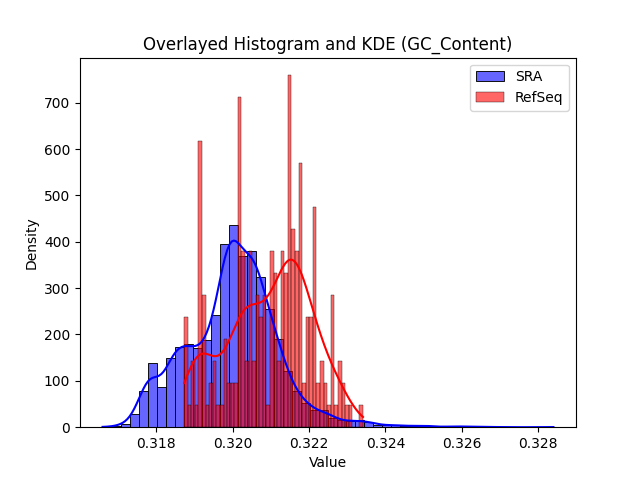 Overlayed Histogram and KDE (GC_Content)
SRA
RefSeq
Density
700
600
500
400
300
200
100
0
0.318 0.320 0.322 0.324 0.326 0.328
Value